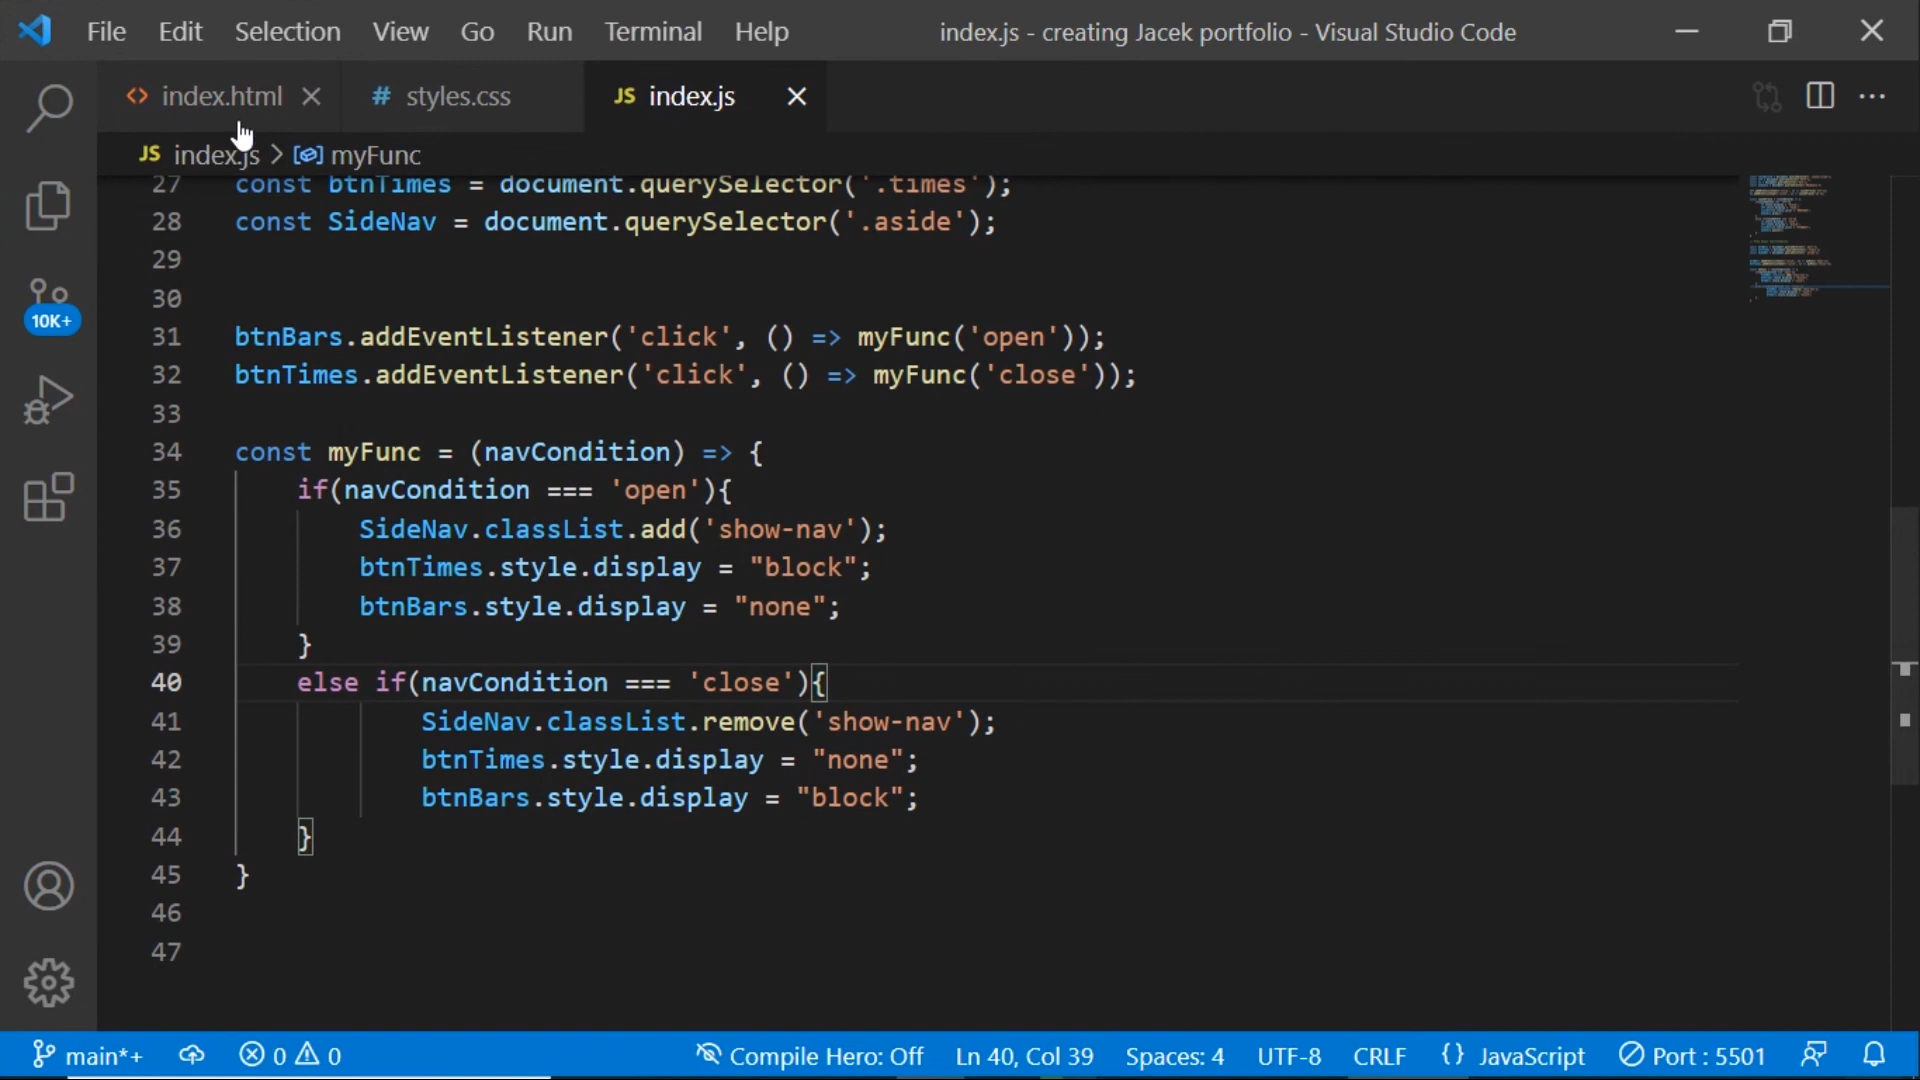 File Edit Selection View Go Run Terminal Help index.js - creating Jacek portfolio - Visual Studio Code
<> index.html # styles.css JS index.js
JS index.js > myFunc
27 const btnTimes = document.querySelector('.times');
28 const SideNav = document.querySelector('.aside');
29
30
31 btnBars.addEventListener('click', () => myFunc('open'));
32 btnTimes.addEventListener('click', () => myFunc('close'));
33
34 const myFunc = (navCondition) => {
35 if(navCondition === 'open'){
36 SideNav.classList.add('show-nav');
37 btnTimes.style.display = "block";
38 btnBars.style.display = "none";
39 }
40 else if(navCondition === 'close'){
41 SideNav.classList.remove('show-nav');
42 btnTimes.style.display = "none";
43 btnBars.style.display = "block";
44 }
45 }
46
47
10K+
main*+ 0 0 Compile Hero: Off Ln 40, Col 39 Spaces: 4 UTF-8 CRLF {} JavaScript Port : 5501